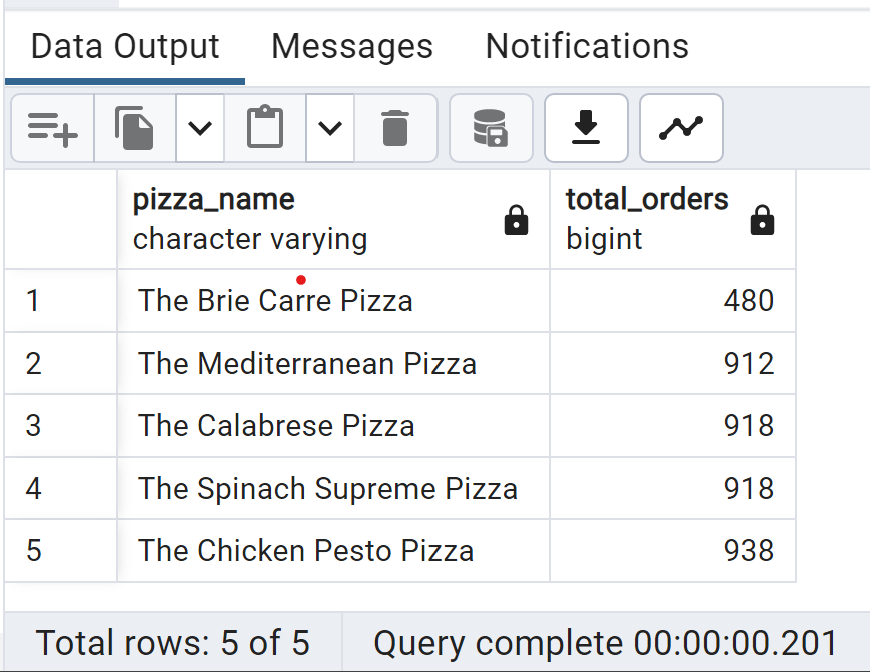 Data Output Messages Notifications
pizza_name total_orders
character varying bigint
1 The Brie Carre Pizza 480
2 The Mediterranean Pizza 912
3 The Calabrese Pizza 918
4 The Spinach Supreme Pizza 918
5 The Chicken Pesto Pizza 938
Total rows: 5 of 5 Query complete 00:00:00.201